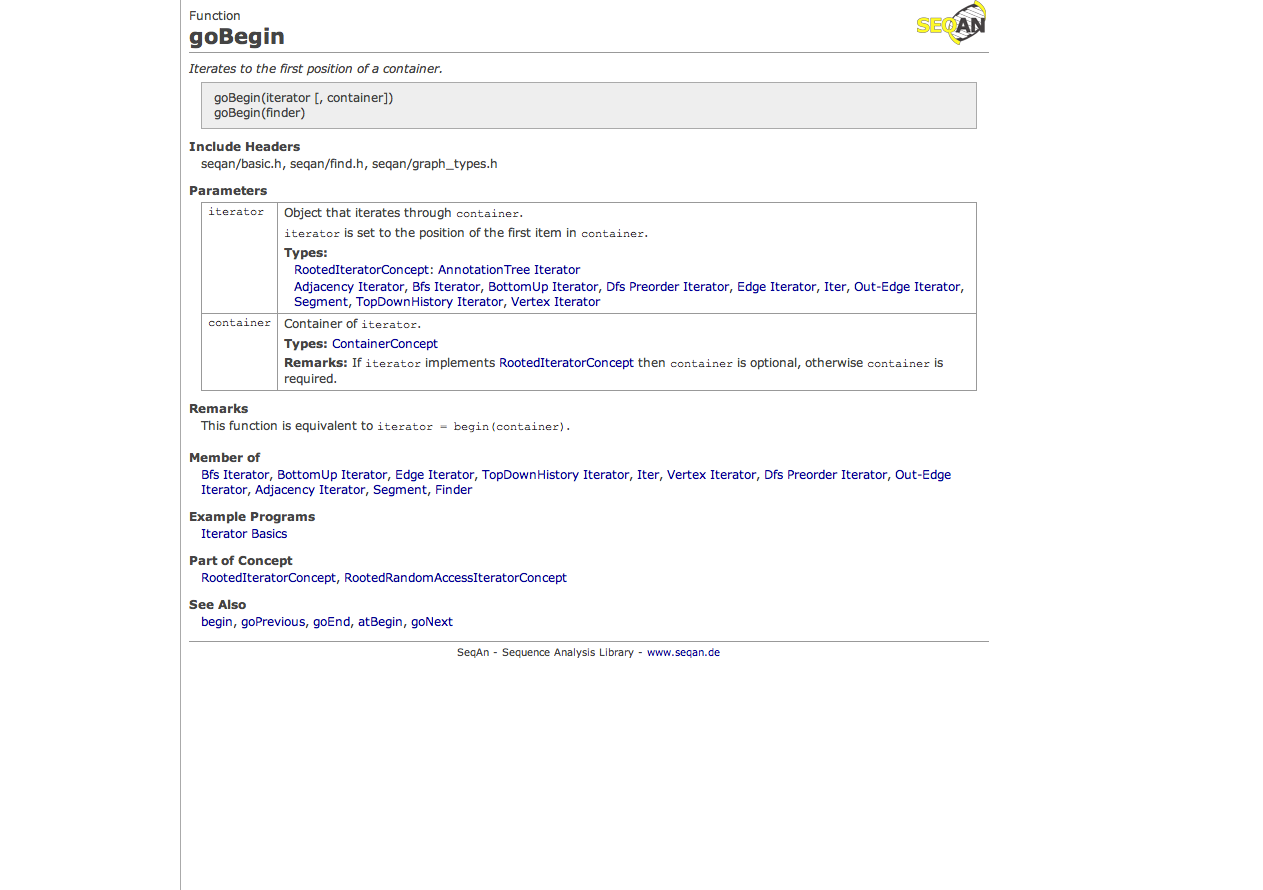 Function
SEQAN
goBegin
Iterates to the first position of a container.
goBegin(iterator [, container])
goBegin(finder)
Include Headers
seqan/basic.h, seqan/find.h, seqan/graph_types.h
Parameters
iterator
Object that iterates through container.
iterator is set to the position of the first item in container.
Types:
RootedIteratorConcept: AnnotationTree Iterator
Adjacency Iterator, Bfs Iterator, BottomUp Iterator, Dfs Preorder Iterator, Edge Iterator, Iter, Out-Edge Iterator,
Segment, TopDownHistory Iterator, Vertex Iterator
container
Container of iterator.
Types: ContainerConcept
Remarks: If iterator implements RootedIteratorConcept then container is optional, otherwise container is
required.
Remarks
This function is equivalent to iterator = begin(container).
Member of
Bfs Iterator, BottomUp Iterator, Edge Iterator, TopDownHistory Iterator, Iter, Vertex Iterator, Dfs Preorder Iterator, Out-Edge
Iterator, Adjacency Iterator, Segment, Finder
Example Programs
Iterator Basics
Part of Concept
RootedIteratorConcept, RootedRandomAccessIteratorConcept
See Also
begin, goPrevious, goEnd, atBegin, goNext
SeqAn - Sequence Analysis Library - www.seqan.de